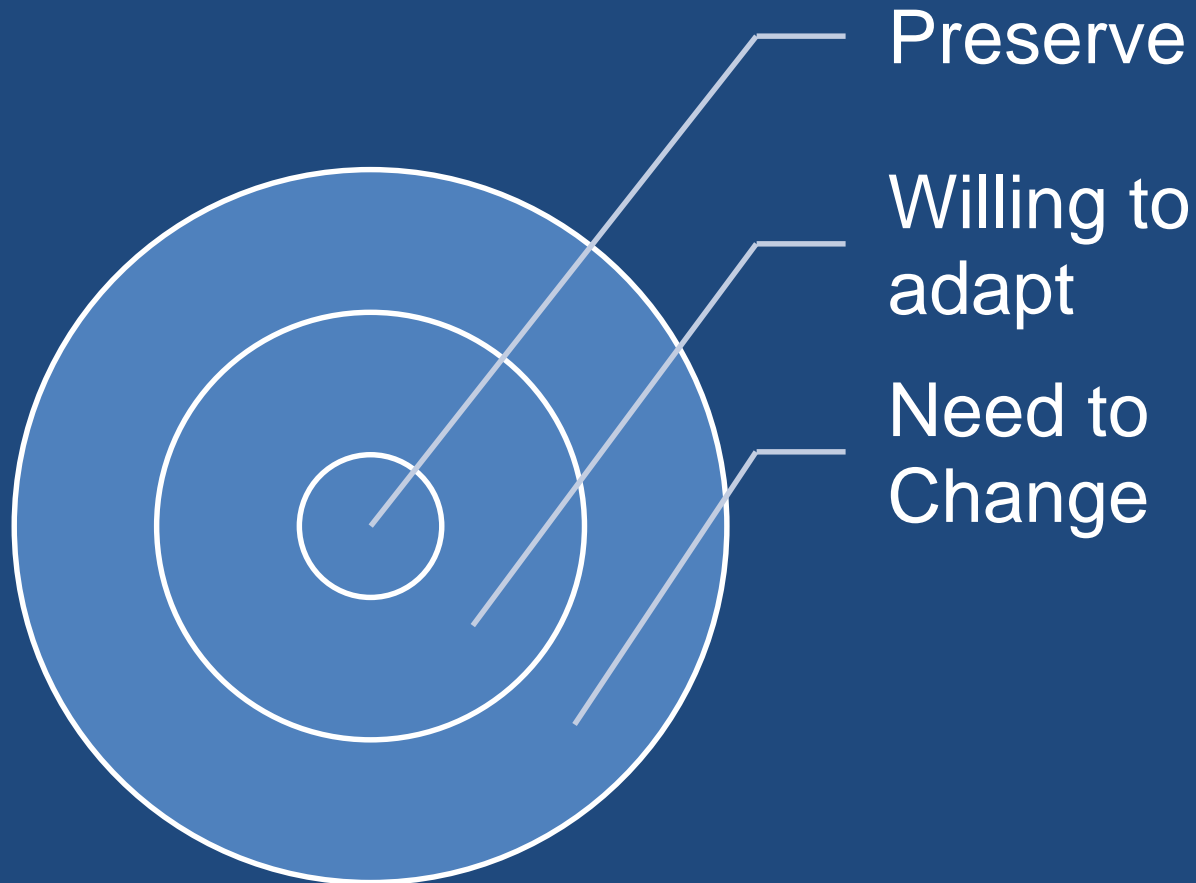 Preserve
Willing to
adapt
Need to
Change